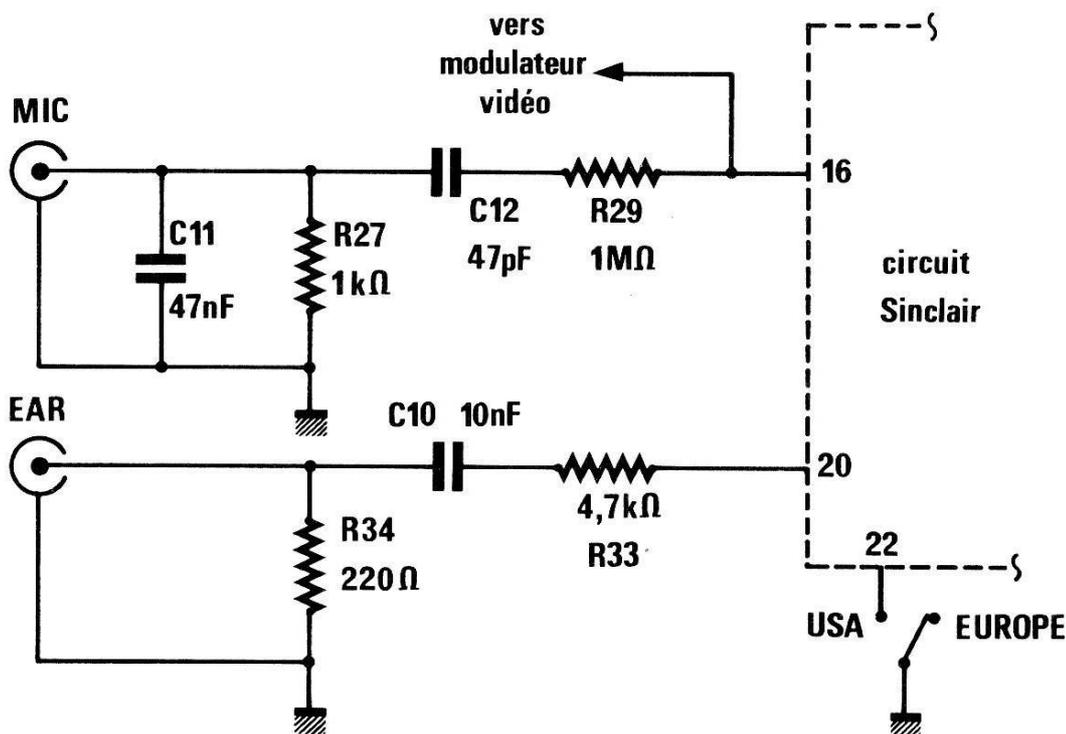 vers
modulateur
vidéo
MIC
16
C11
47nF
R27
1kΩ
C12
47pF
R29
1MΩ
circuit
Sinclair
EAR
C10 10nF
20
R34
220Ω
4,7kΩ
R33
22
USA
EUROPE